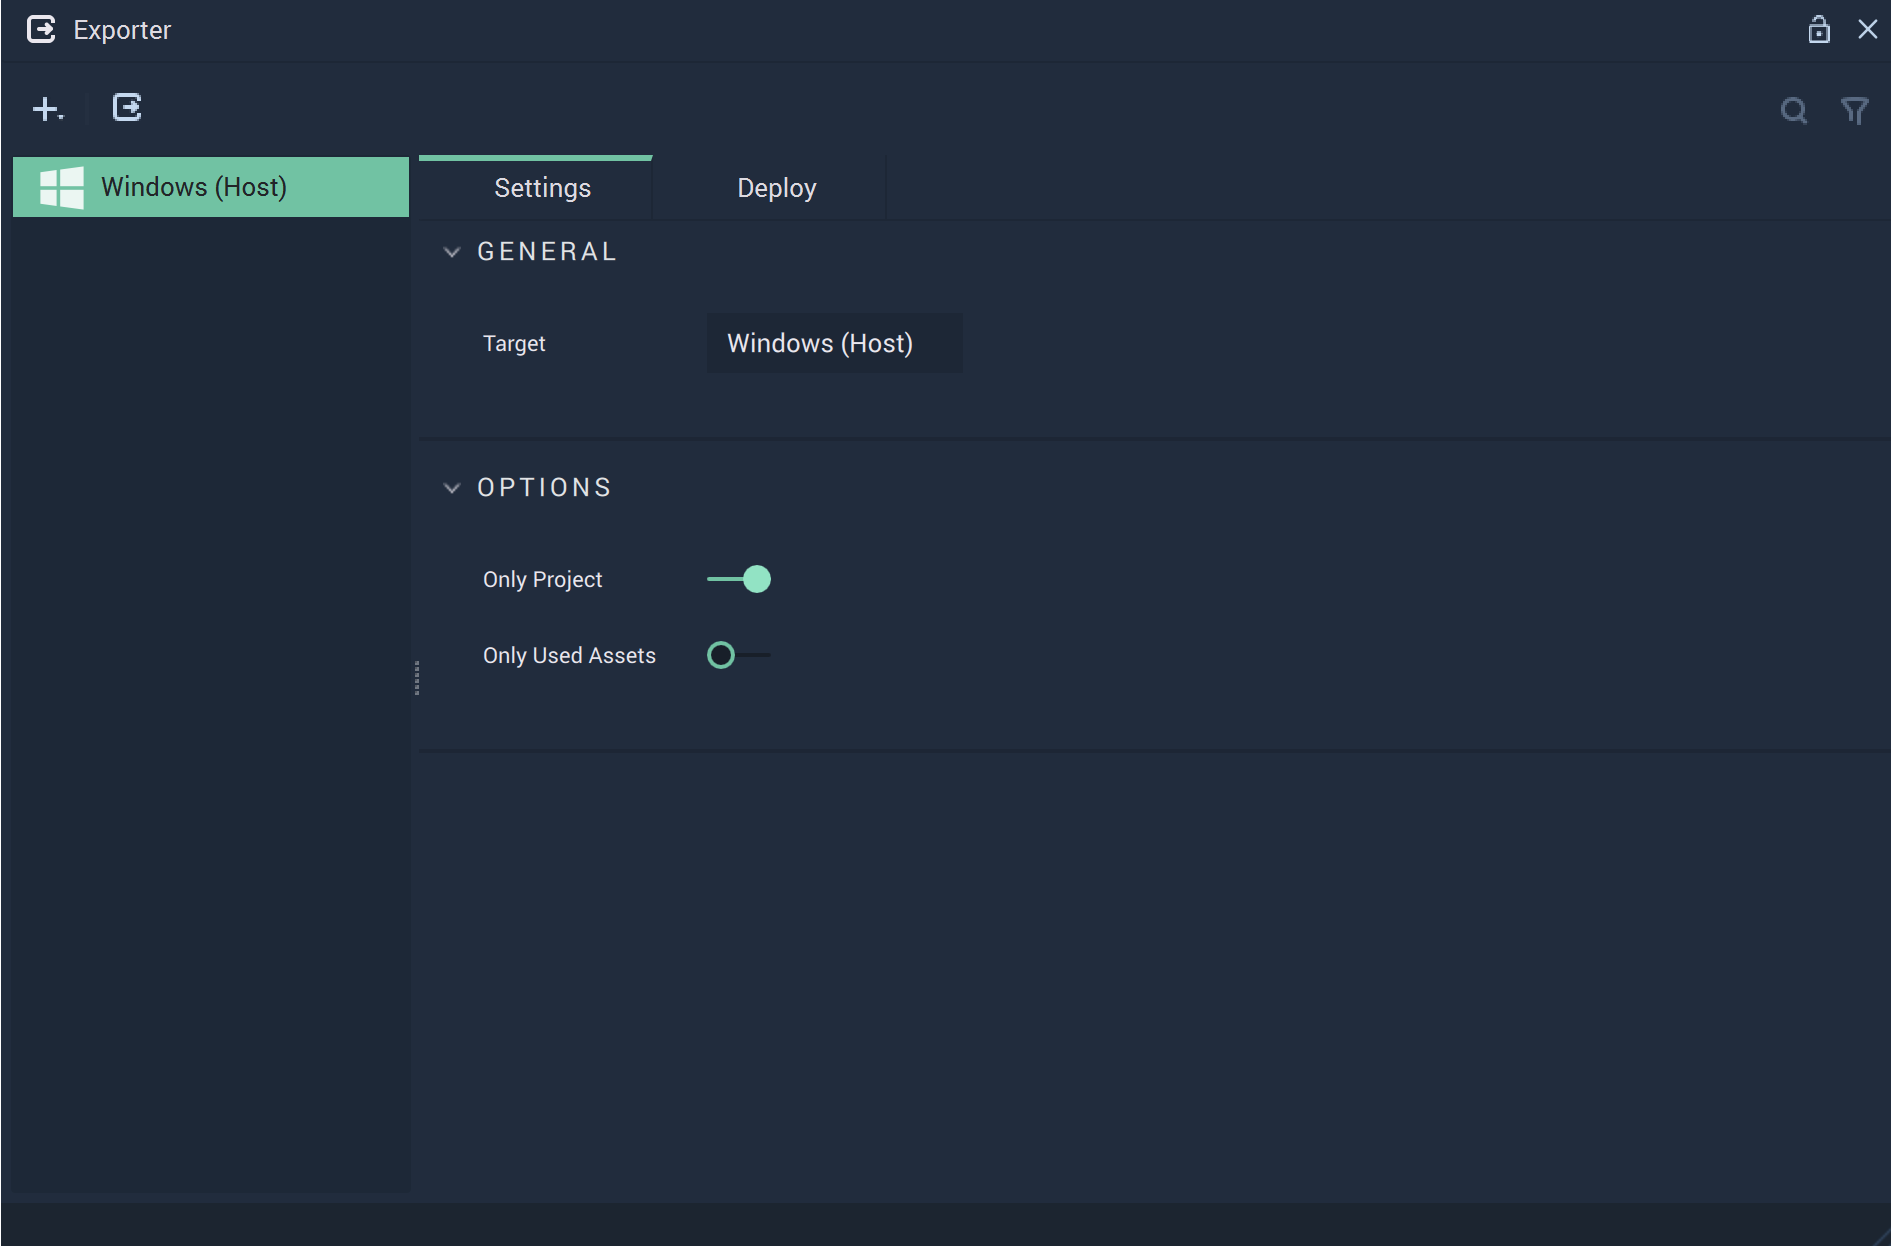 Exporter
Windows (Host)
Settings
Deploy
GENERAL
Target
Windows (Host)
OPTIONS
Only Project
Only Used Assets